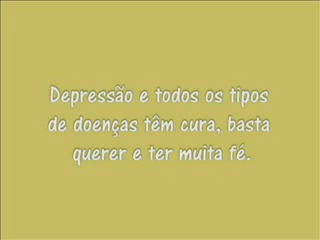 Depressão e todos os tipos
de doenças têm cura, basta
querer e ter muita fé.